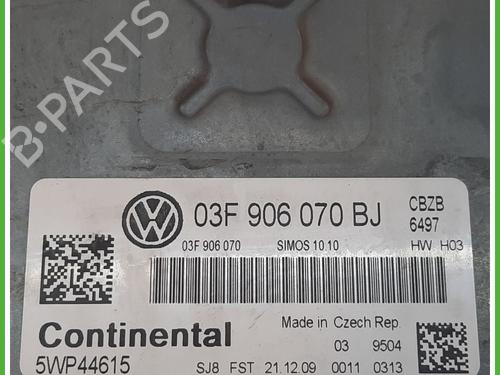 B-PARTS
03F 906 070 BJ
CBZB
6497
03F 906 070
SIMOS 10.10
HW H03
Continental
Made in Czech Rep.
03 9504
5WP44615
SJ8 FST 21.12.09 0011 0313